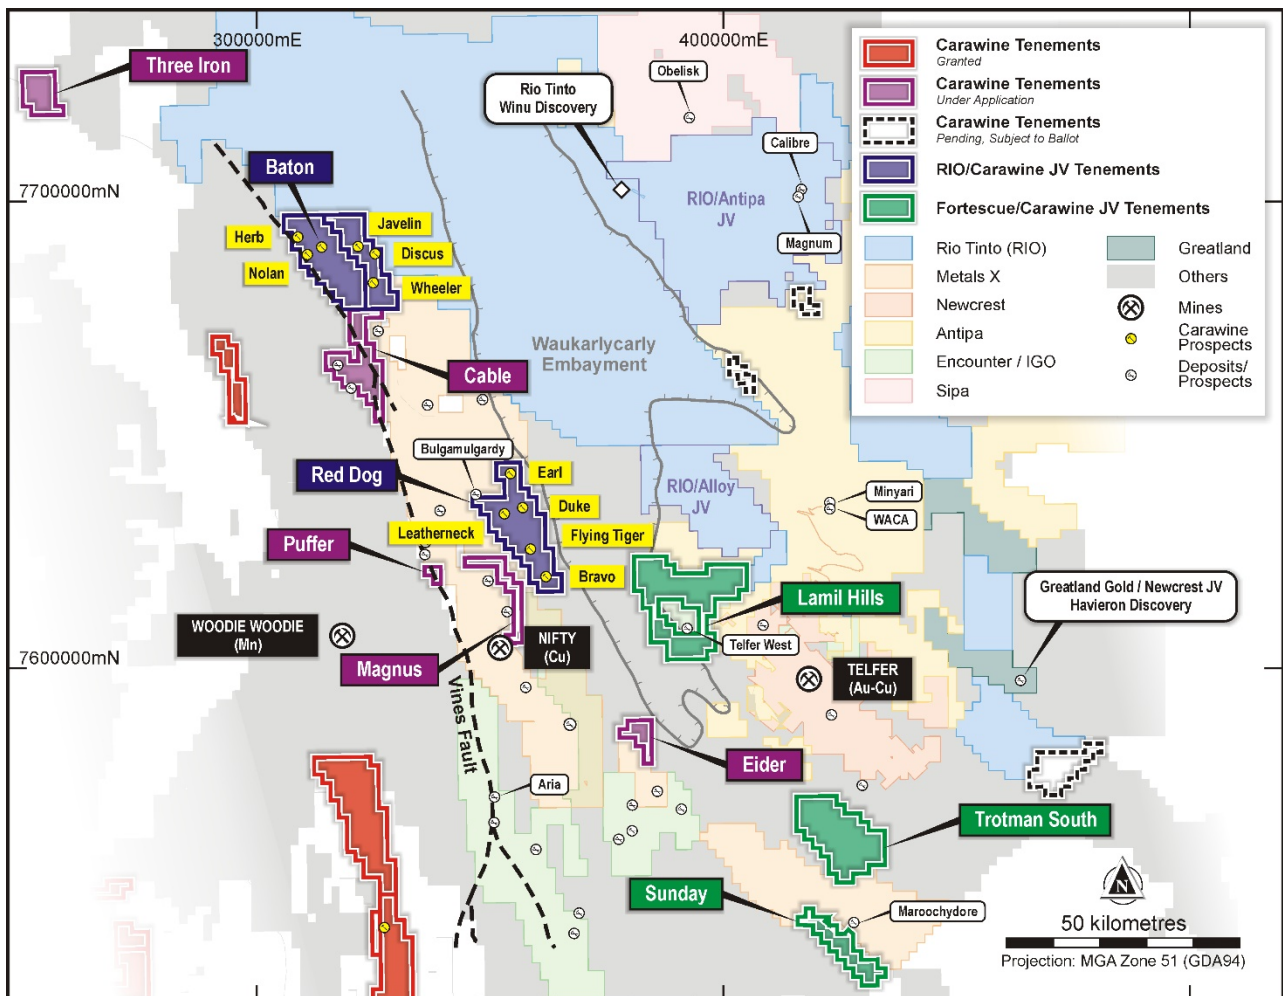 300000mE
400000mE
Three Iron
Rio Tinto
Winu Discovery
Obelisk
Calibre
7700000mN
Baton
RIO/Antipa
JV
Magnum
Herb
Javelin
Nolan
Discus
Wheeler
Waukarlycarly
Embayment
Cable
Bulgamulgardy
Red Dog
Earl
RIO/Alloy
JV
Minyari
WACA
Duke
Leatherneck
Flying Tiger
Puffer
Bravo
Lamil Hills
Greatland Gold / Newcrest JV
Havieron Discovery
WOODIE WOODIE
(Mn)
NIFTY
(Cu)
Telfer West
7600000mN
Magnus
TELFER
(Au-Cu)
Vines Fault
Eider
Aria
Trotman South
Sunday
Maroochydore
Carawine Tenements
Granted
Carawine Tenements
Under Application
Carawine Tenements
Pending, Subject to Ballot
RIO/Carawine JV Tenements
Fortescue/Carawine JV Tenements
Rio Tinto (RIO)
Metals X
Newcrest
Antipa
Encounter / IGO
Sipa
Greatland
Others
Mines
Carawine
Prospects
Deposits/
Prospects
N
50 kilometres
Projection: MGA Zone 51 (GDA94)